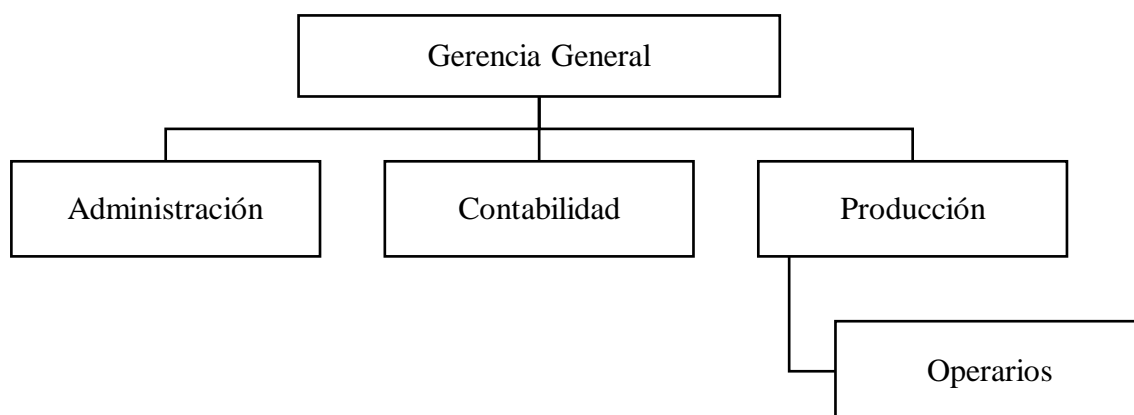 Gerencia General
Administración
Contabilidad
Producción
Operarios